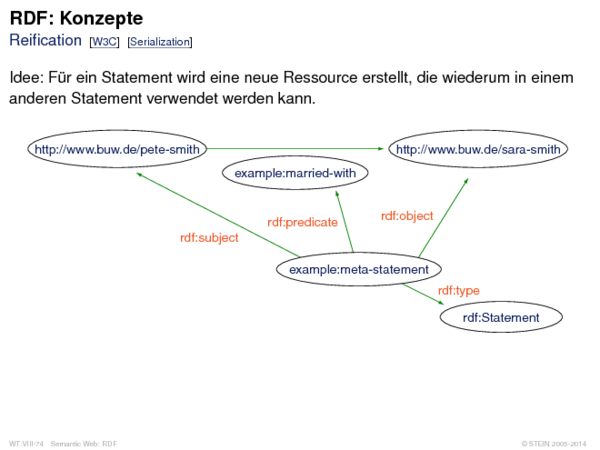 RDF: Konzepte
Reification [W3C] [Serialization]
Idee: Für ein Statement wird eine neue Ressource erstellt, die wiederum in einem
anderen Statement verwendet werden kann.
http://www.buw.de/pete-smith
http://www.buw.de/sara-smith
example:married-with
rdf:subject
rdf:predicate
rdf:object
example:meta-statement
rdf:type
rdf:Statement
WT:VIII-74 Semantic Web: RDF
© STEIN 2005-2014